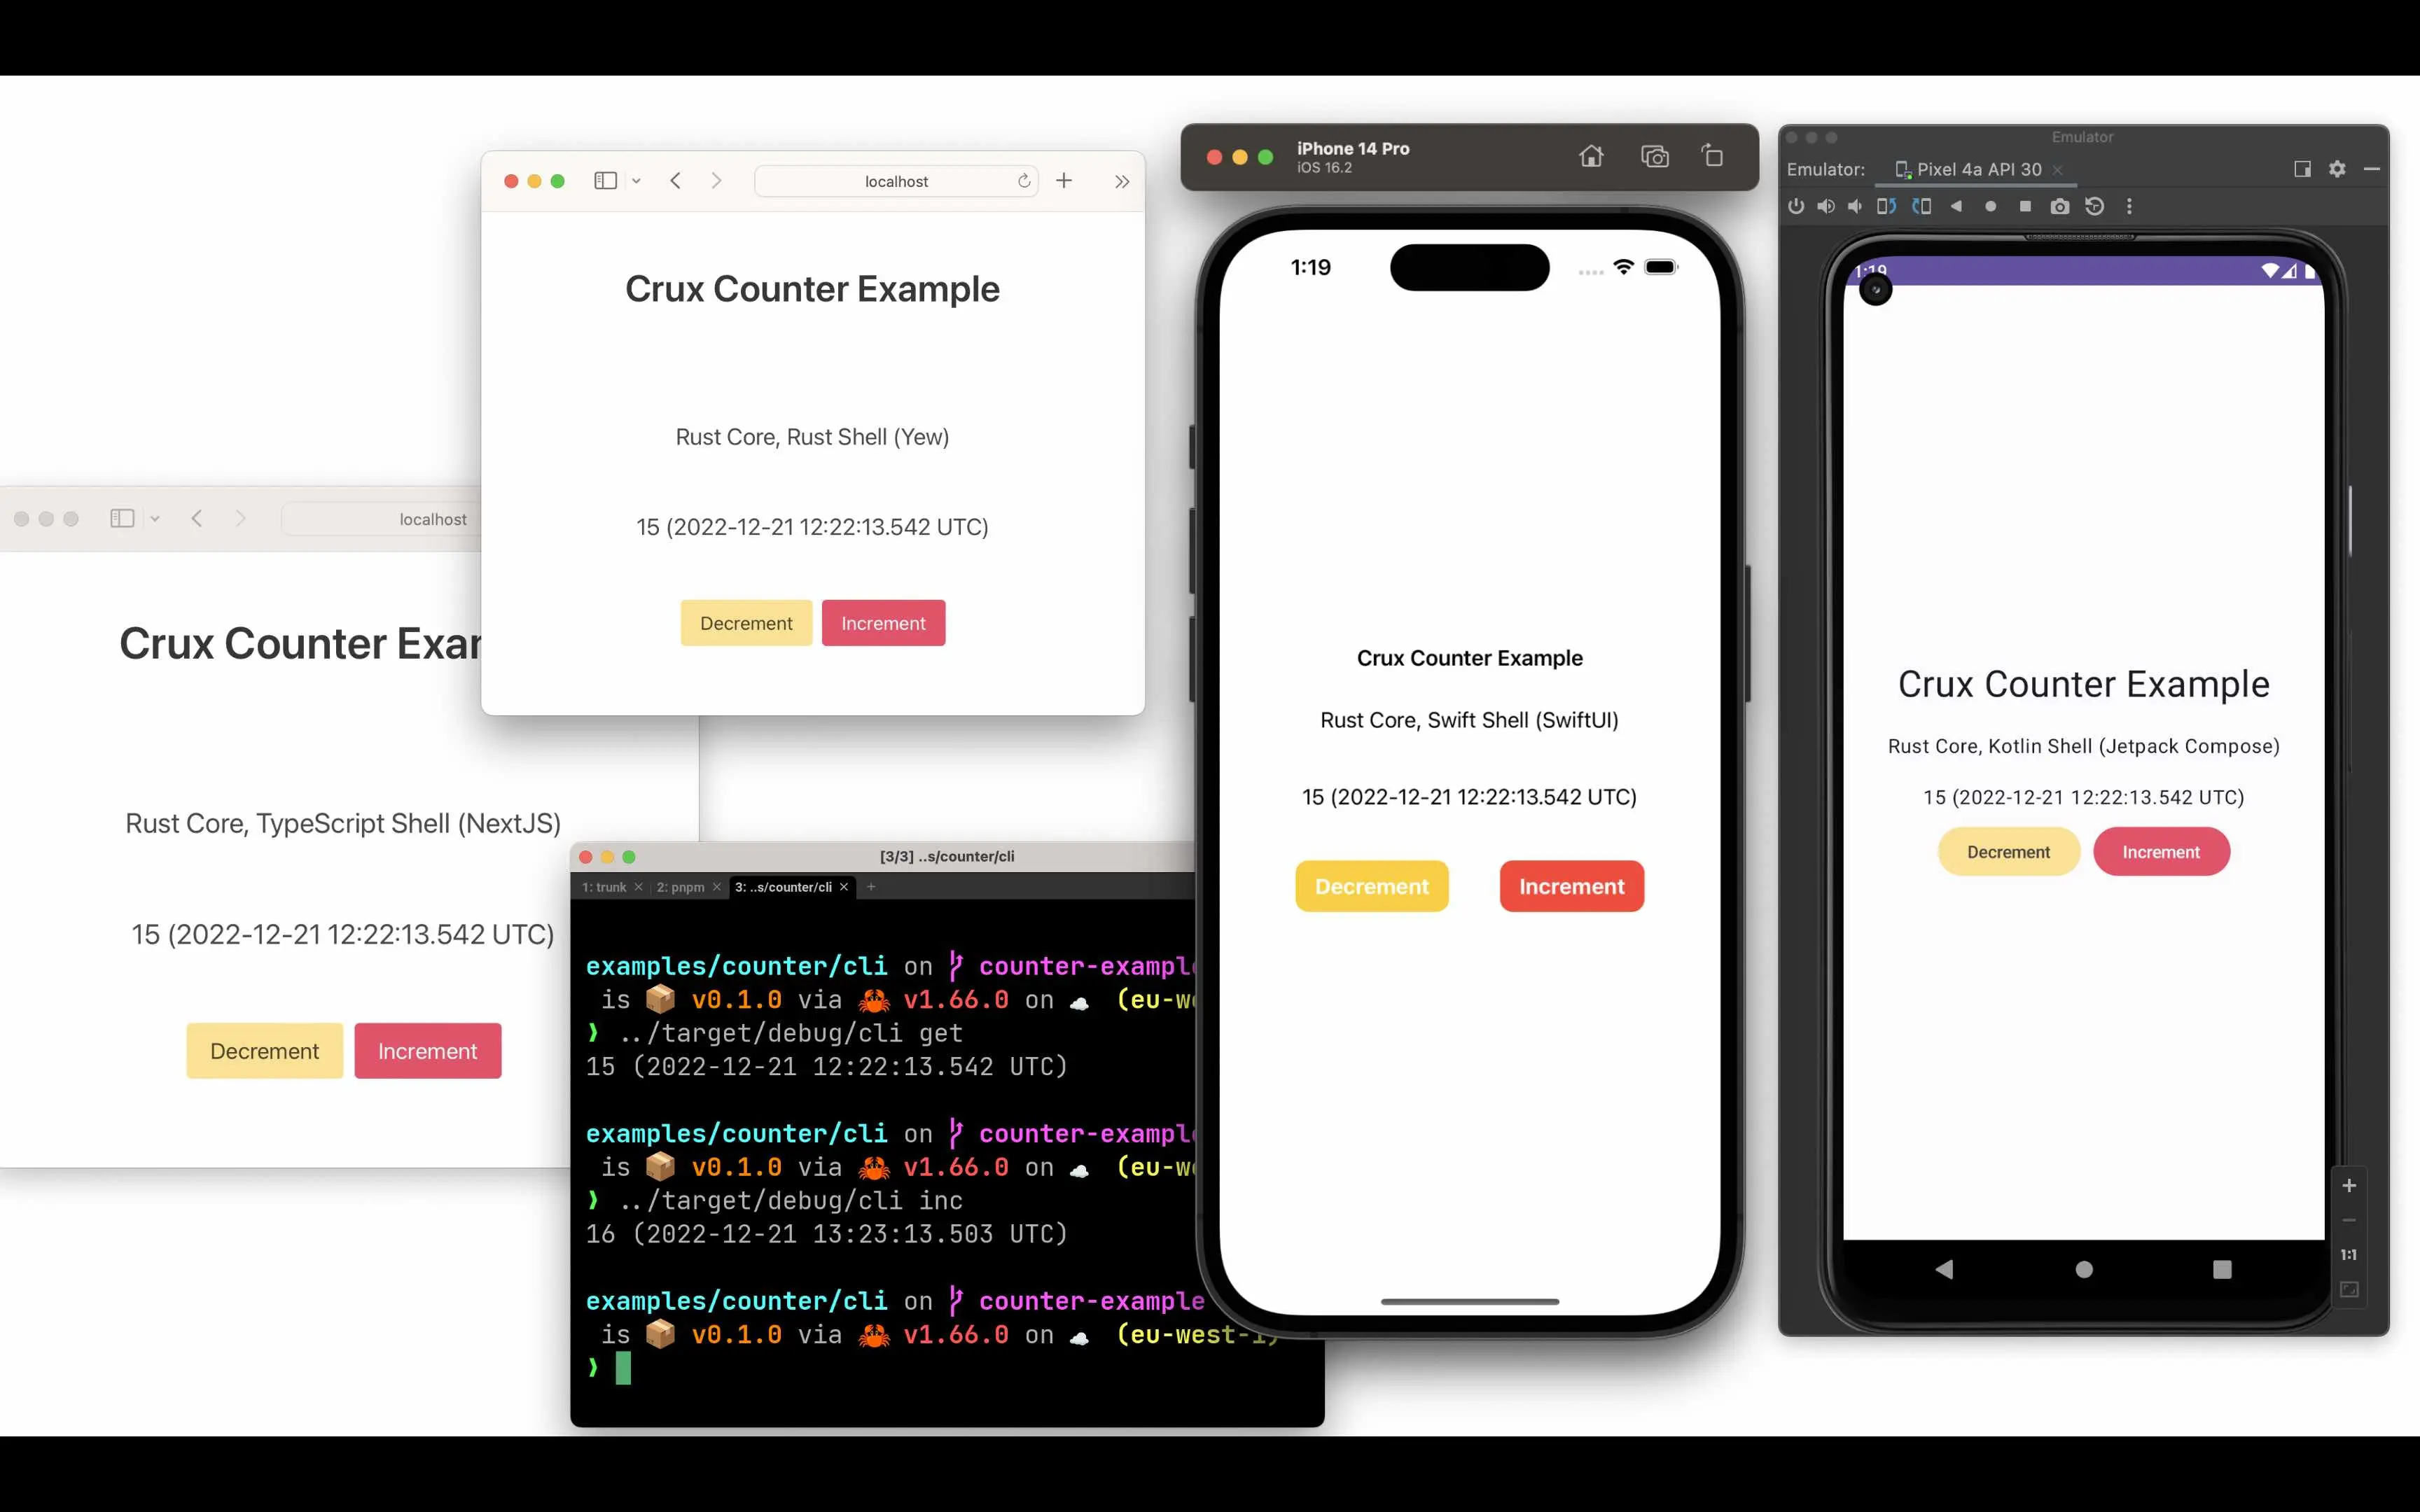 localhost
Crux Counter Example
Rust Core, Rust Shell (Yew)
15 (2022-12-21 12:22:13.542 UTC)
Decrement Increment
localhost
Crux Counter Exar
Rust Core, TypeScript Shell (NextJS)
15 (2022-12-21 12:22:13.542 UTC)
Decrement Increment
[3/3] ..s/counter/cli
1: trunk 2: pnpm 3: ..s/counter/cli
examples/counter/cli on counter-example
is v0.1.0 via v1.66.0 on (eu-we
❯ ../target/debug/cli get
15 (2022-12-21 12:22:13.542 UTC)
examples/counter/cli on counter-example
is v0.1.0 via v1.66.0 on (eu-we
❯ ../target/debug/cli inc
16 (2022-12-21 13:23:13.503 UTC)
examples/counter/cli on counter-example
is v0.1.0 via v1.66.0 on (eu-west-1)
❯
iPhone 14 Pro
iOS 16.2
1:19
Crux Counter Example
Rust Core, Swift Shell (SwiftUI)
15 (2022-12-21 12:22:13.542 UTC)
Decrement Increment
Emulator
Emulator: Pixel 4a API 30
1:19
Crux Counter Example
Rust Core, Kotlin Shell (Jetpack Compose)
15 (2022-12-21 12:22:13.542 UTC)
Decrement Increment
1:1